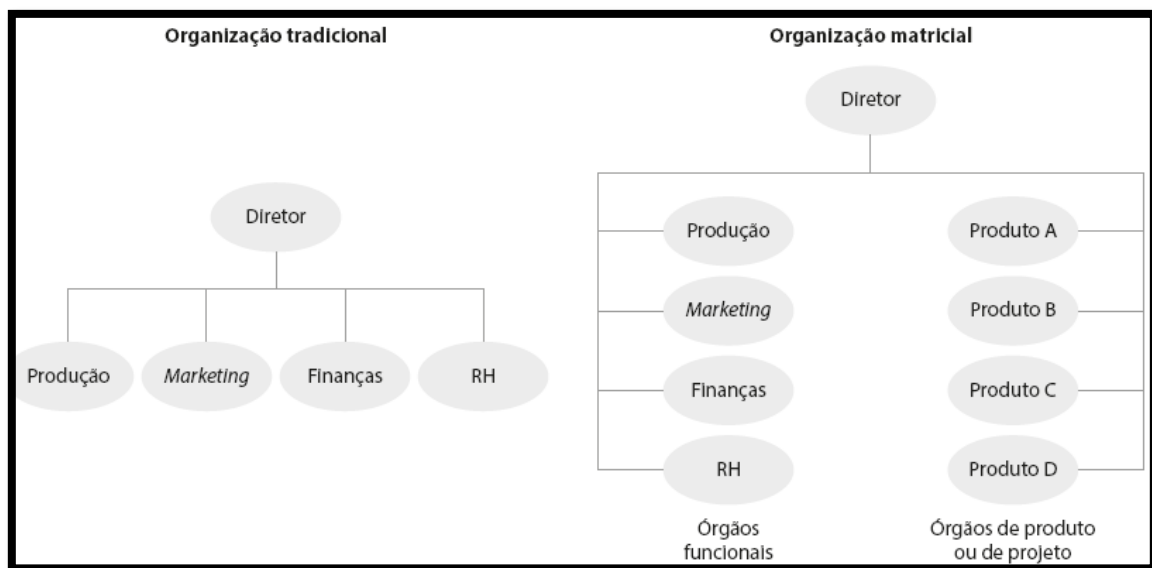 Organização tradicional
Diretor
Produção
Marketing
Finanças
RH
Organização matricial
Diretor
Produção
Marketing
Finanças
RH
Órgãos
funcionais
Produto A
Produto B
Produto C
Produto D
Órgãos de produto
ou de projeto